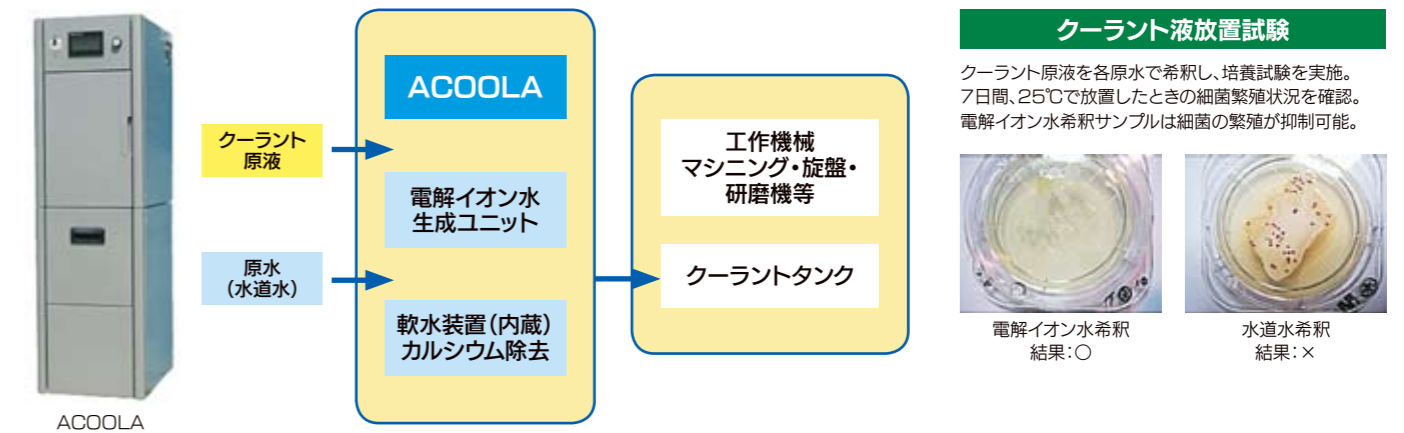 ACOOLA
クーラント
原液
原水
(水道水)
ACOOLA
電解イオン水
生成ユニット
軟水装置(内蔵)
カルシウム除去
工作機械
マシニング・旋盤・
研磨機等
クーラントタンク
クーラント液放置試験
クーラント原液を各原水で希釈し、培養試験を実施。
7日間、25℃で放置したときの細菌繁殖状況を確認。
電解イオン水希釈サンプルは細菌の繁殖が抑制可能。
電解イオン水希釈
結果:○
水道水希釈
結果:×